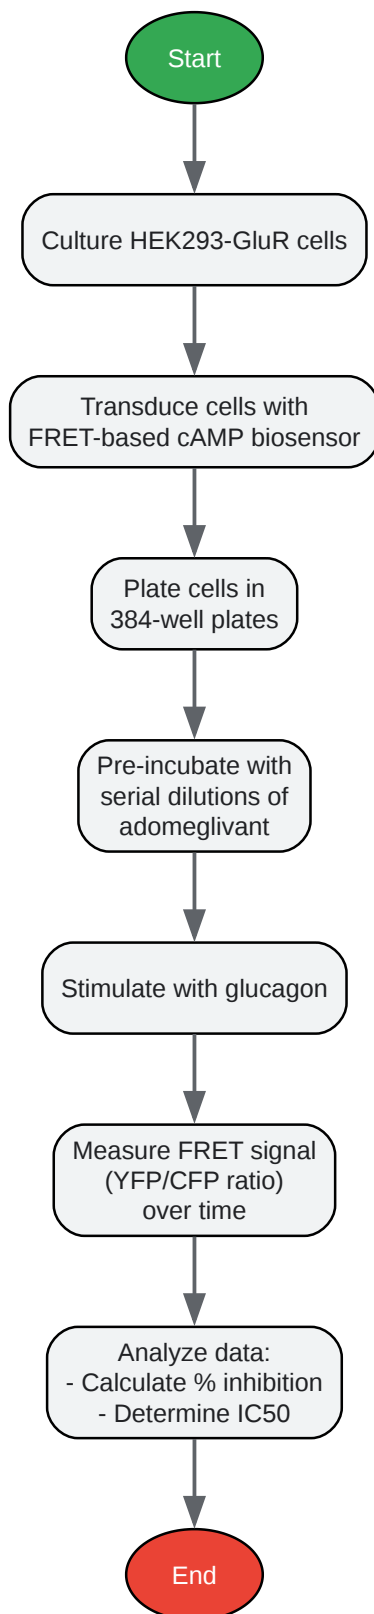 Start
Culture HEK293-GluR cells
Transduce cells with
FRET-based cAMP biosensor
Plate cells in
384-well plates
Pre-incubate with
serial dilutions of
adomeglivant
Stimulate with glucagon
Measure FRET signal
(YFP/CFP ratio)
over time
Analyze data:
- Calculate % inhibition
- Determine IC50
End